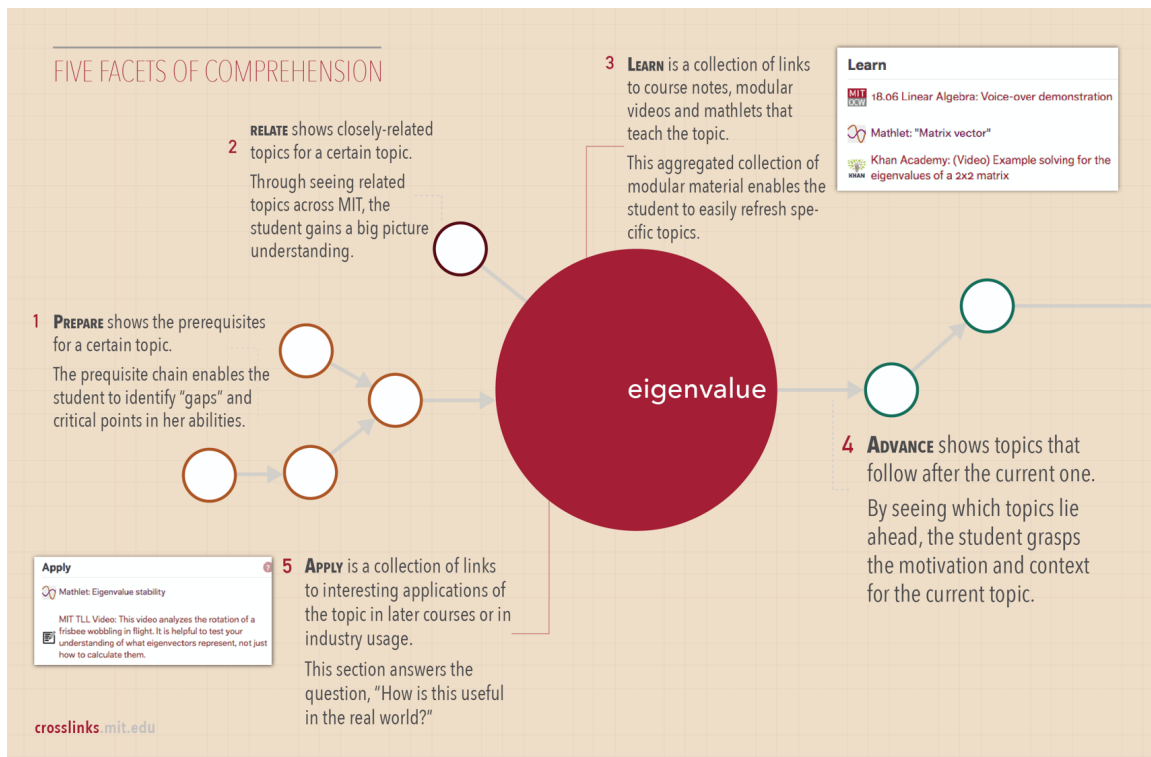 FIVE FACETS OF COMPREHENSION
1 PREPARE shows the prerequisites
for a certain topic.
The prequisite chain enables the
student to identify "gaps" and
critical points in her abilities.
2 RELATE shows closely-related
topics for a certain topic.
Through seeing related
topics across MIT, the
student gains a big picture
understanding.
3 LEARN is a collection of links
to course notes, modular
videos and mathlets that
teach the topic.
This aggregated collection of
modular material enables the
student to easily refresh spe-
cific topics.
Learn
MIT
OCW
18.06 Linear Algebra: Voice-over demonstration
Mathlet: "Matrix vector"
KHAN
Khan Academy: (Video) Example solving for the
eigenvalues of a 2x2 matrix
eigenvalue
4 ADVANCE shows topics that
follow after the current one.
By seeing which topics lie
ahead, the student grasps
the motivation and context
for the current topic.
5 APPLY is a collection of links
to interesting applications of
the topic in later courses or in
industry usage.
This section answers the
question, "How is this useful
in the real world?"
Apply
?
Mathlet: Eigenvalue stability
MIT TLL Video: This video analyzes the rotation of a
frisbee wobbling in flight. It is helpful to test your
understanding of what eigenvectors represent, not just
how to calculate them.
crosslinks.mit.edu